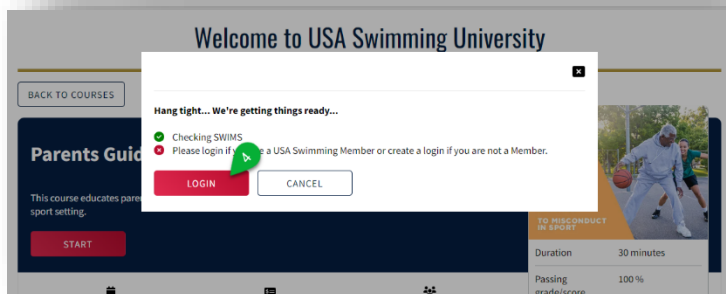 Welcome to USA Swimming University
BACK TO COURSES
Hang tight... We're getting things ready...
Checking SWIMS
Please login if a USA Swimming Member or create a login if you are not a Member.
4
LOGIN
CANCEL
Parents Guid
This course educates pare
sport setting.
START
TO MISCONDUCT
IN SPORT
Duration
30 minutes
Passing
100 %
grade/score